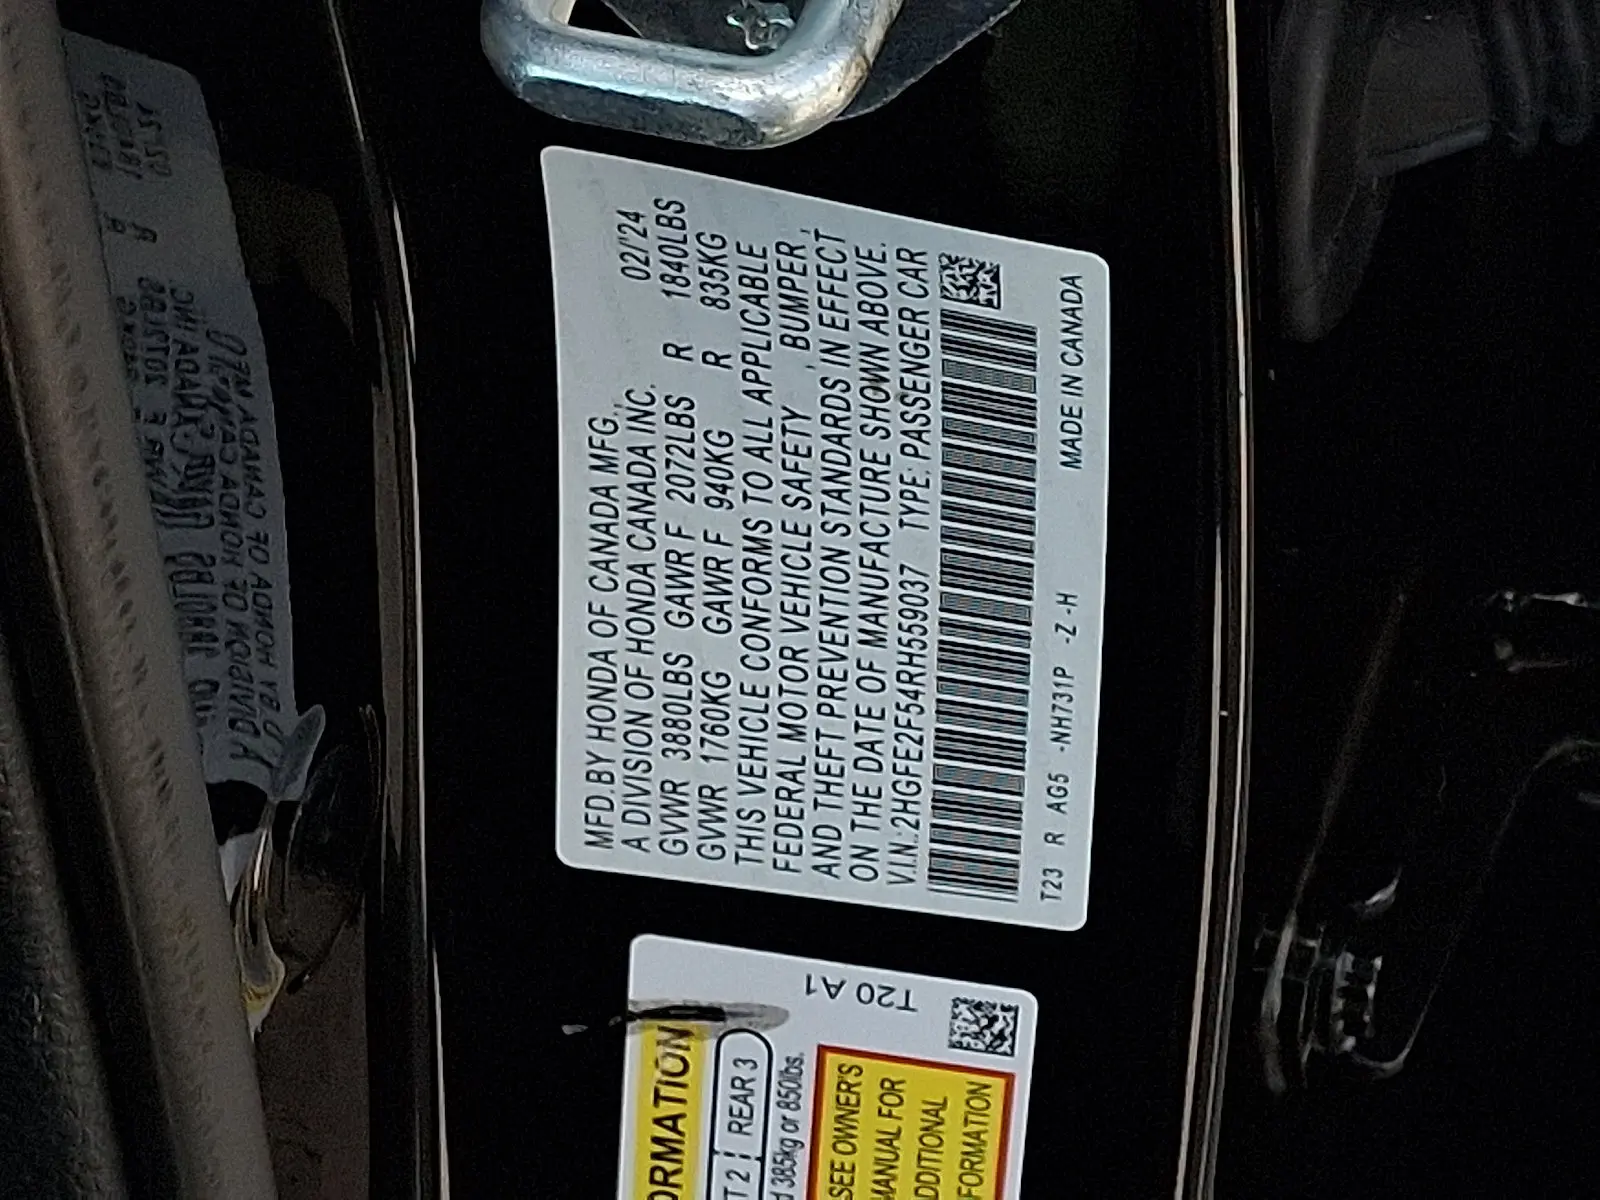 MFD.BY HONDA OF CANADA MFG.,
A DIVISION OF HONDA CANADA INC. 02/'24
GVWR 3880LBS GAWR F 2072LBS R 1840LBS
GVWR 1760KG GAWR F 940KG R 835KG
THIS VEHICLE CONFORMS TO ALL APPLICABLE
FEDERAL MOTOR VEHICLE SAFETY , BUMPER ,
AND THEFT PREVENTION STANDARDS IN EFFECT
ON THE DATE OF MANUFACTURE SHOWN ABOVE.
V.I.N.:2HGFE2F54RH559037 TYPE: PASSENGER CAR
T23 R AG5 -NH731P -Z -H MADE IN CANADA
T20 A1
ORMATION
T 2 REAR 3
d 385kg or 850lbs.
SEE OWNER'S
MANUAL FOR
ADDITIONAL
FORMATION